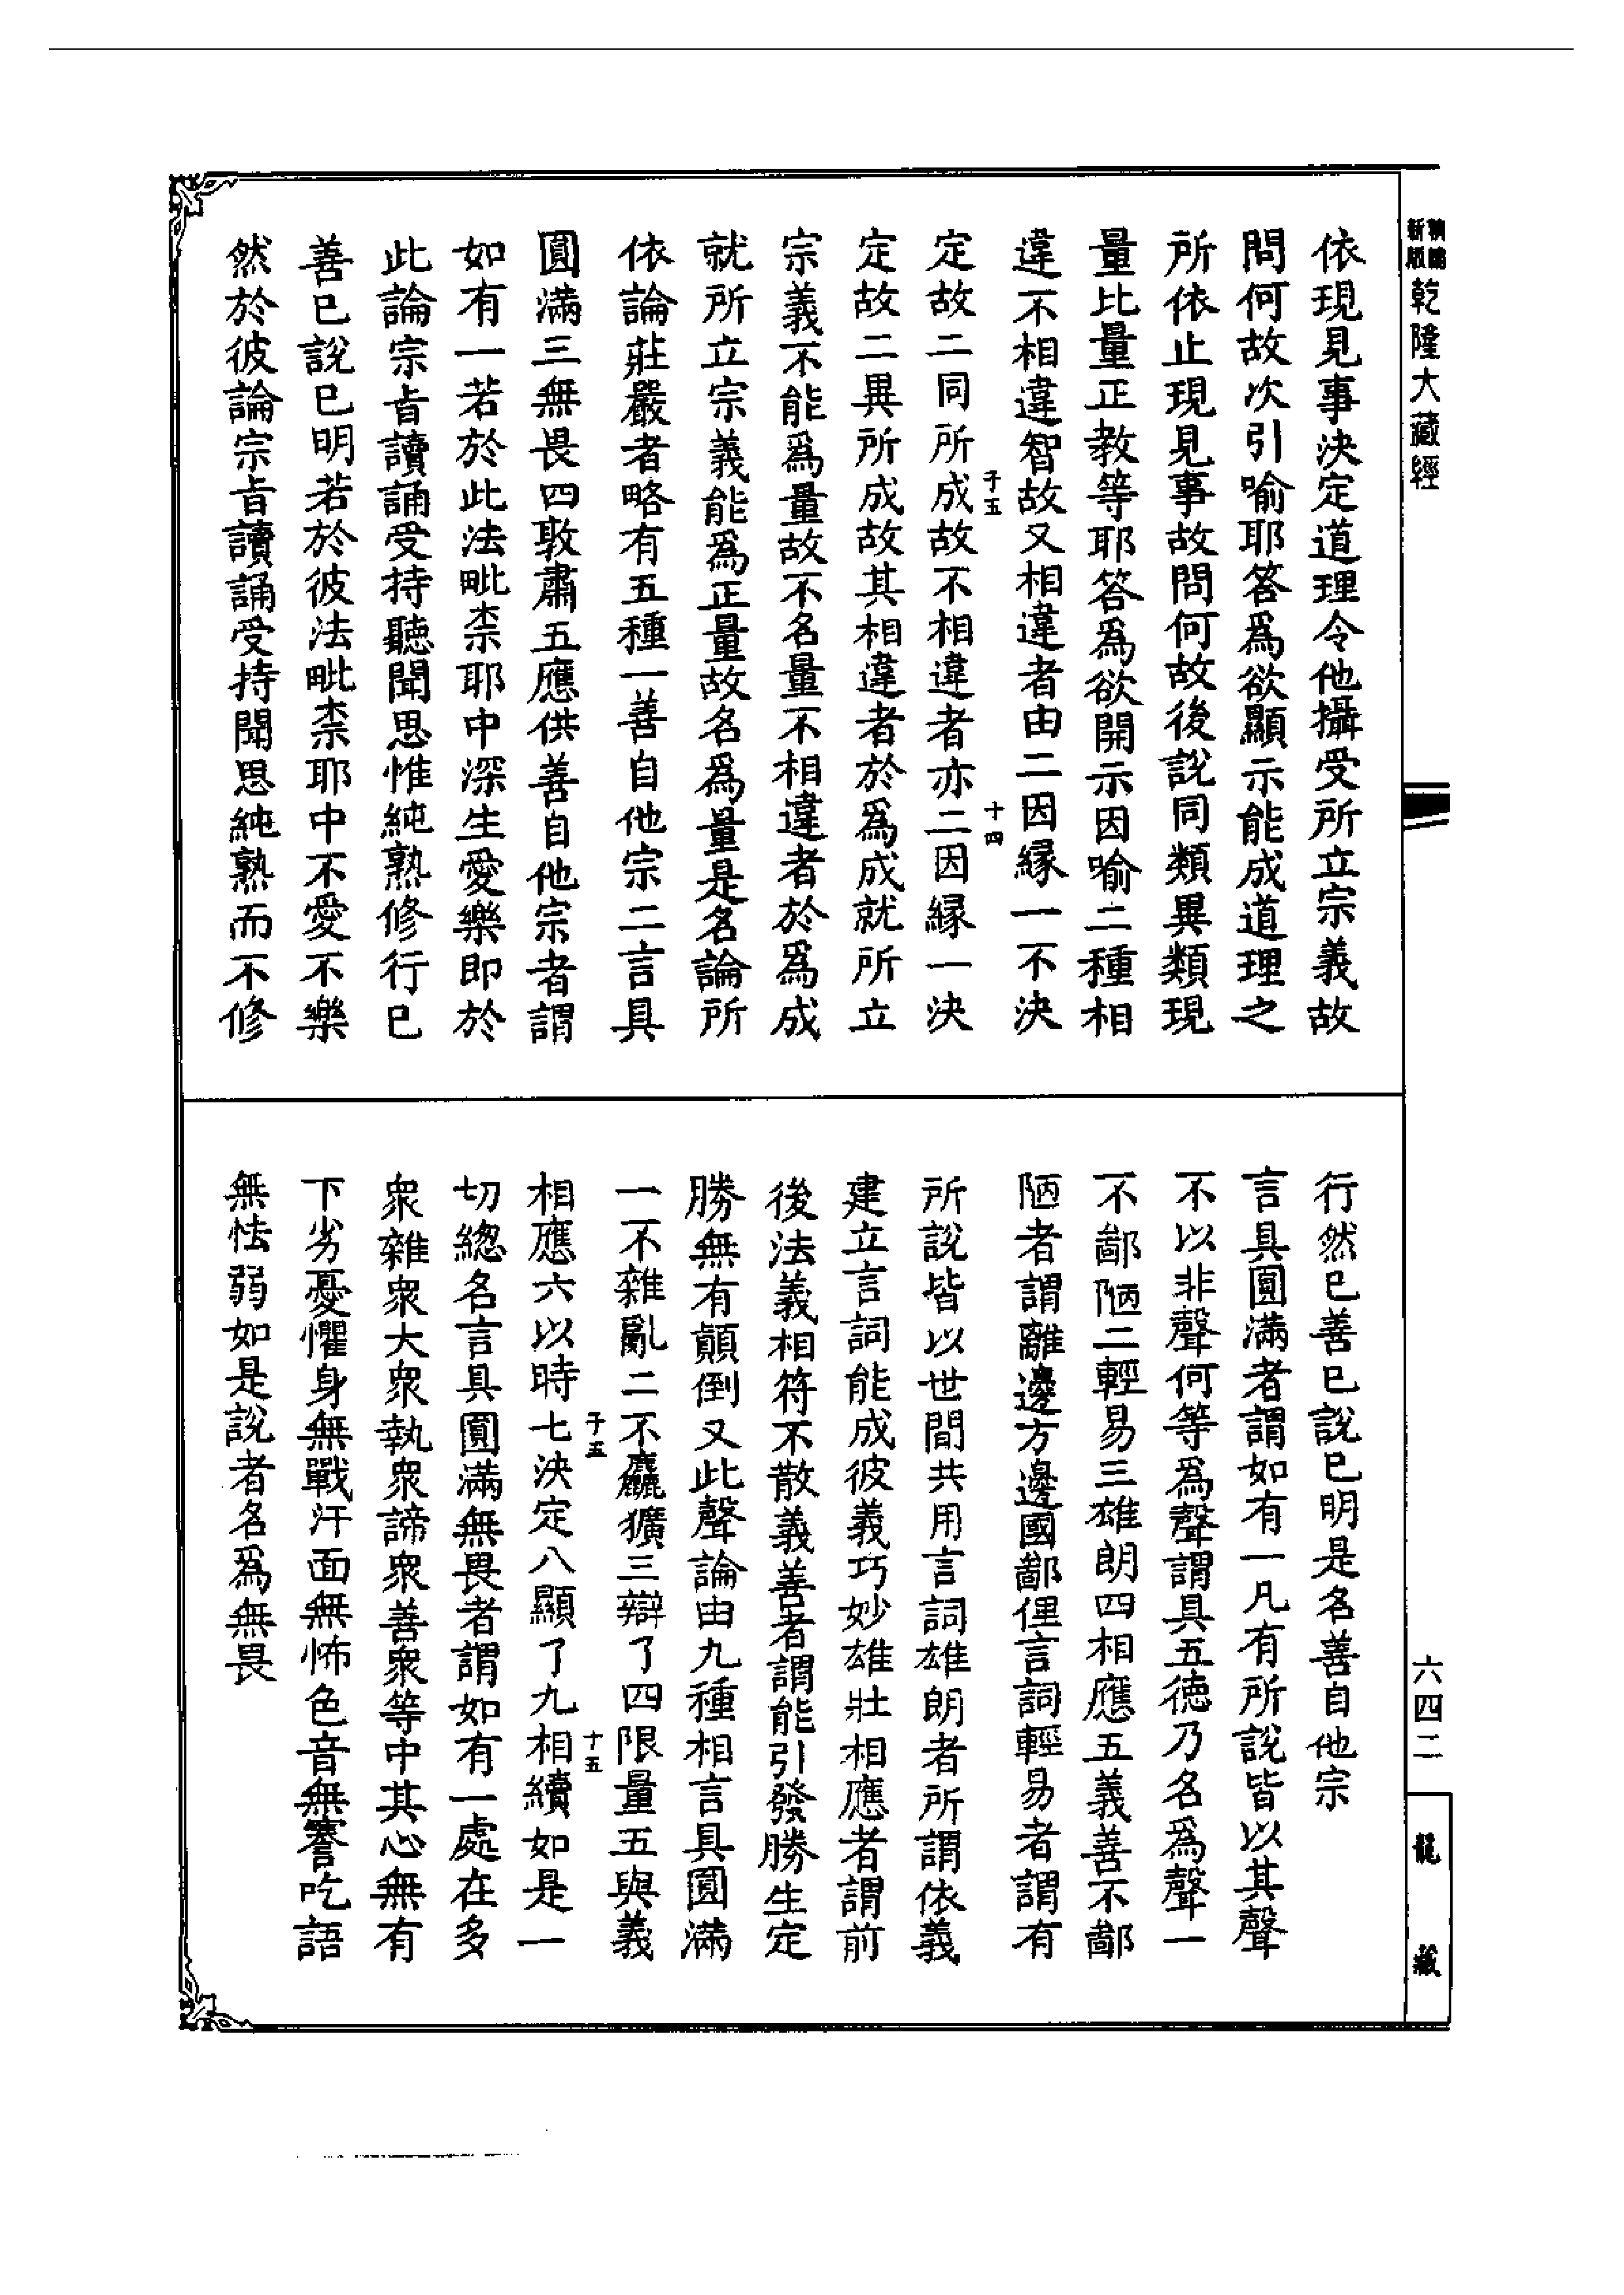 新版
精縮
乾隆大藏經
六四二
龍藏
依現見事決定道理令他攝受所立宗義故
問何故次引喻耶答爲欲顯示能成道理之
所依止現見事故問何故後說同類異類現
量比量正教等耶答爲欲開示因喻二種相
違不相違智故又相違者由二因緣一不決
子五
十四
定故二同所成故不相違者亦二因緣一決
定故二異所成故其相違者於爲成就所立
宗義不能爲量故不名量不相違者於爲成
就所立宗義能爲正量故名爲量是名論所
依論莊嚴者略有五種一善自他宗二言具
圓滿三無畏四敦肅五應供善自他宗者謂
如有一若於此法毗柰耶中深生愛樂即於
此論宗旨讀誦受持聽聞思惟純熟修行已
善已說已明若於彼法毗柰耶中不愛不樂
然於彼論宗旨讀誦受持聞思純熟而不修
行然已善已說已明是名善自他宗
言具圓滿者謂如有一凡有所說皆以其聲
不以非聲何等爲聲謂具五德乃名爲聲一
不鄙陋二輕易三雄朗四相應五義善不鄙
陋者謂離邊方邊國鄙俚言詞輕易者謂有
所說皆以世間共用言詞雄朗者所謂依義
建立言詞能成彼義巧妙雄壯相應者謂前
後法義相符不散義善者謂能引發勝生定
勝無有顛倒又此聲論由九種相言具圓滿
一不雜亂二不麤獷三辯了四限量五與義
子五
十五
相應六以時七決定八顯了九相續如是一
切總名言具圓滿無畏者謂如有一處在多
衆雜衆大衆執衆諦衆善衆等中其心無有
下劣憂懼身無戰汗面無怖色音無謇吃語
無怯弱如是說者名爲無畏